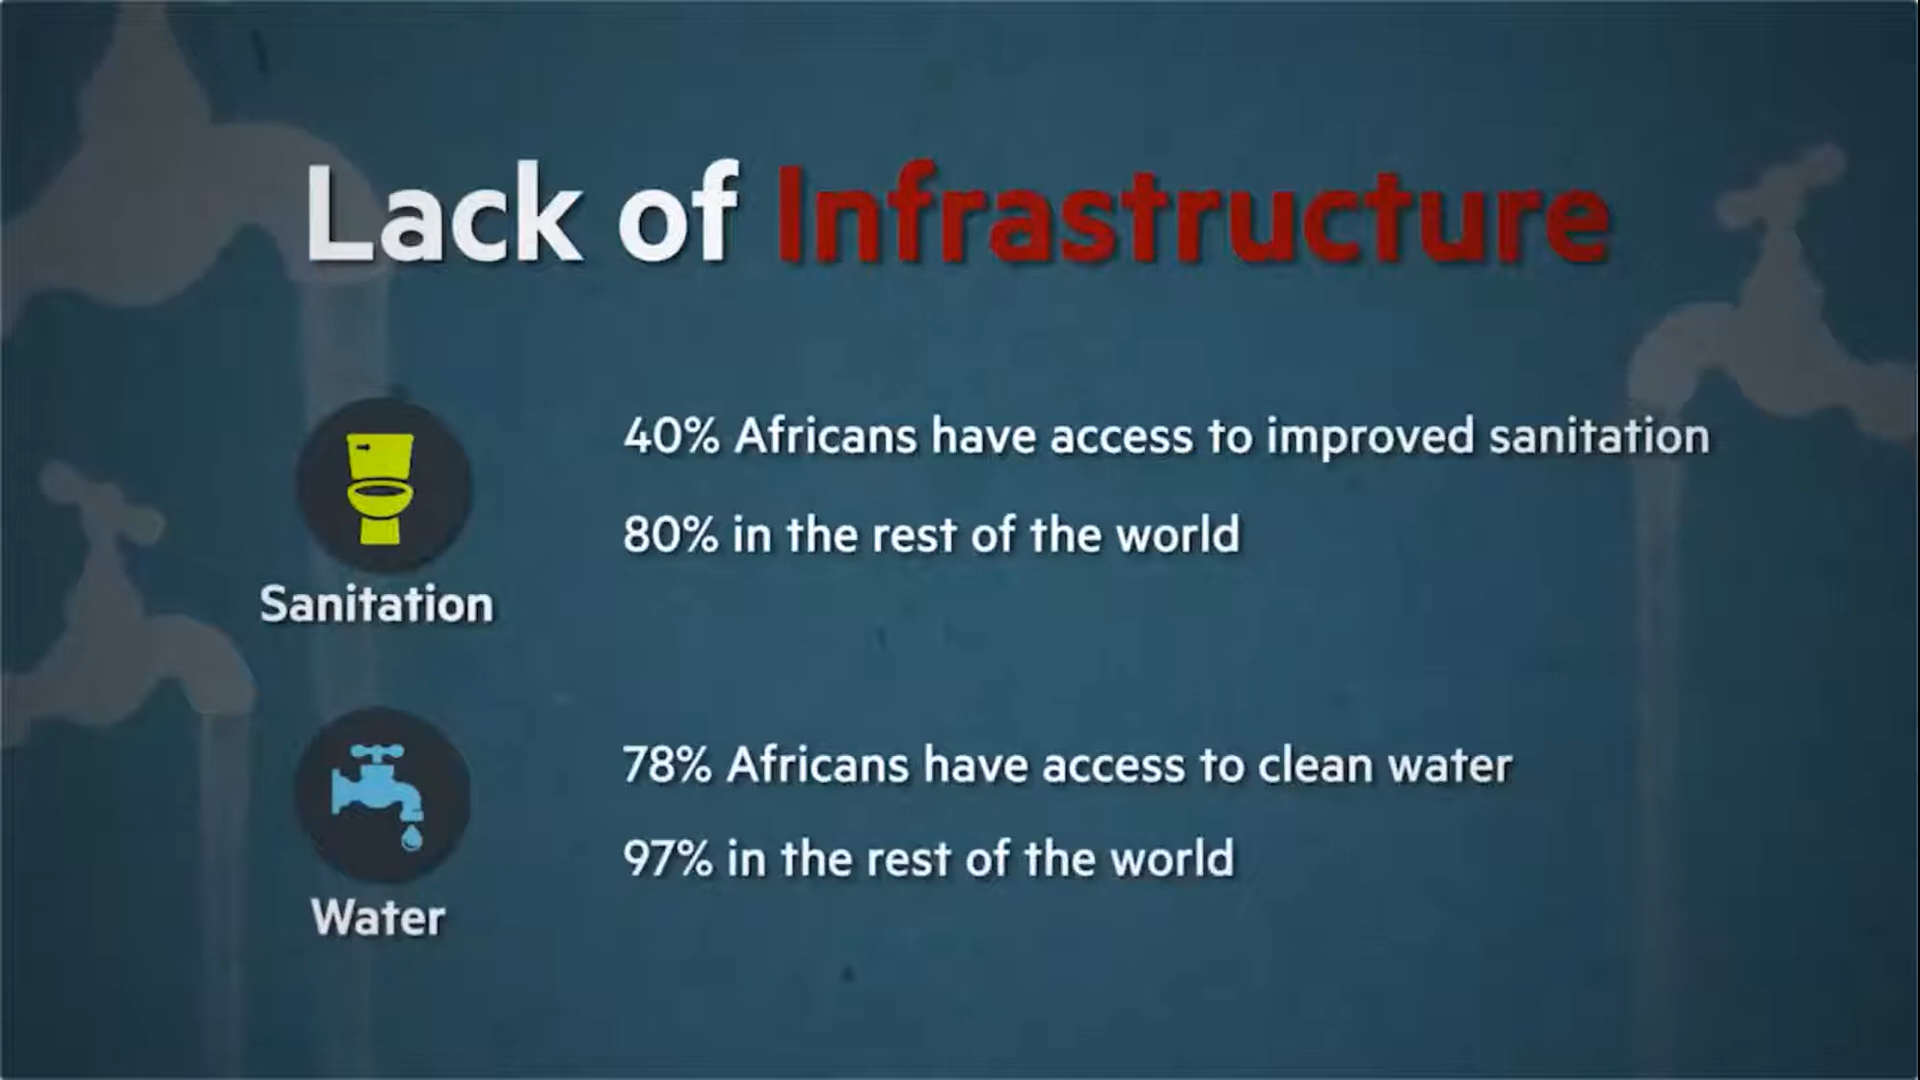 Lack of Infrastructure
40% Africans have access to improved sanitation
80% in the rest of the world
Sanitation
78% Africans have access to clean water
97% in the rest of the world
Water